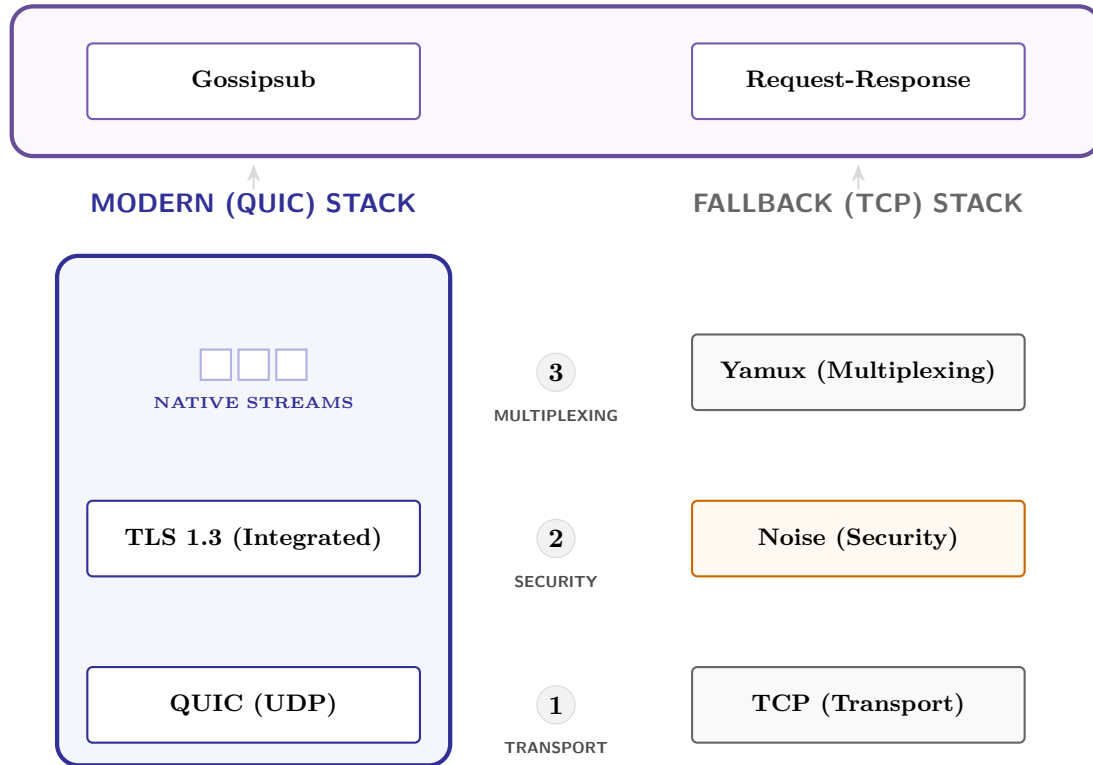 Gossipsub
Request-Response
MODERN (QUIC) STACK
FALLBACK (TCP) STACK
NATIVE STREAMS
3
MULTIPLEXING
Yamux (Multiplexing)
TLS 1.3 (Integrated)
2
SECURITY
Noise (Security)
QUIC (UDP)
1
TRANSPORT
TCP (Transport)